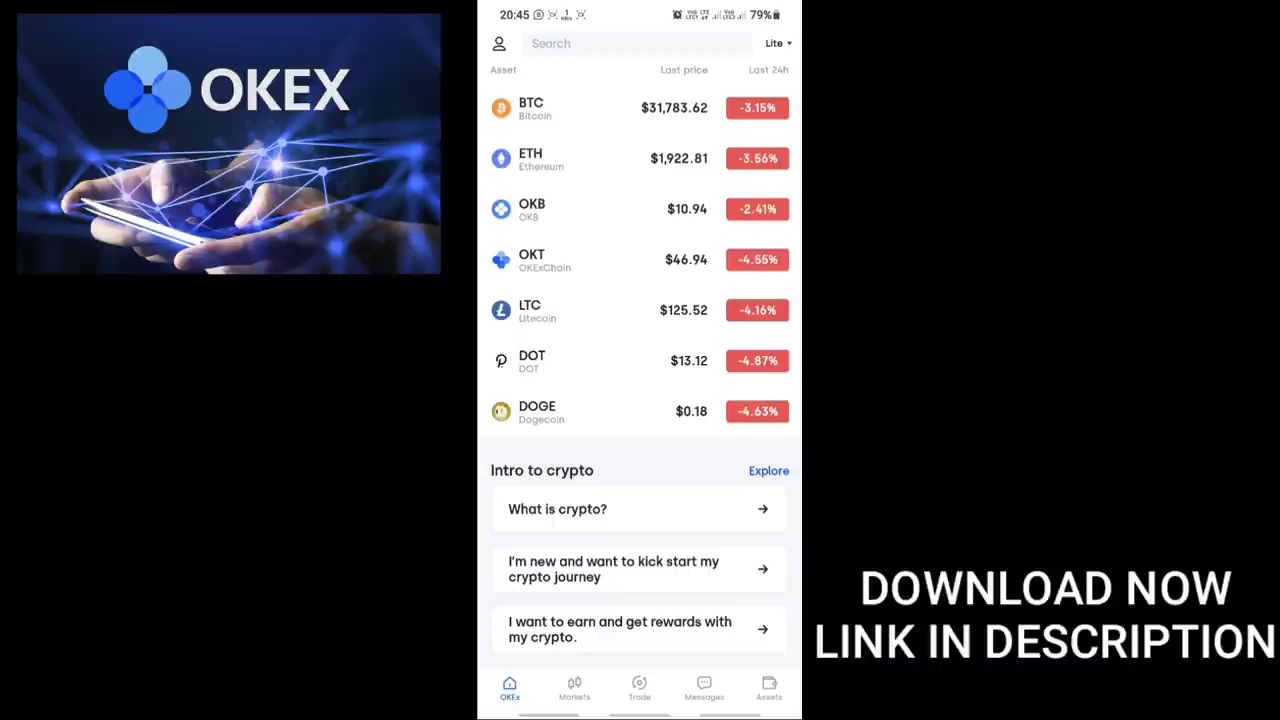 OKEX
20:45
79%
Search
Lite
Asset Last price Last 24h
BTC
Bitcoin
$31,783.62
-3.15%
ETH
Ethereum
$1,922.81
-3.56%
OKB
OKB
$10.94
-2.41%
OKT
OKExChain
$46.94
-4.55%
LTC
Litecoin
$125.52
-4.16%
DOT
DOT
$13.12
-4.87%
DOGE
Dogecoin
$0.18
-4.63%
Intro to crypto
Explore
What is crypto?
I'm new and want to kick start my
crypto journey
I want to earn and get rewards with
my crypto.
OKEx Markets Trade Messages Assets
DOWNLOAD NOW
LINK IN DESCRIPTION